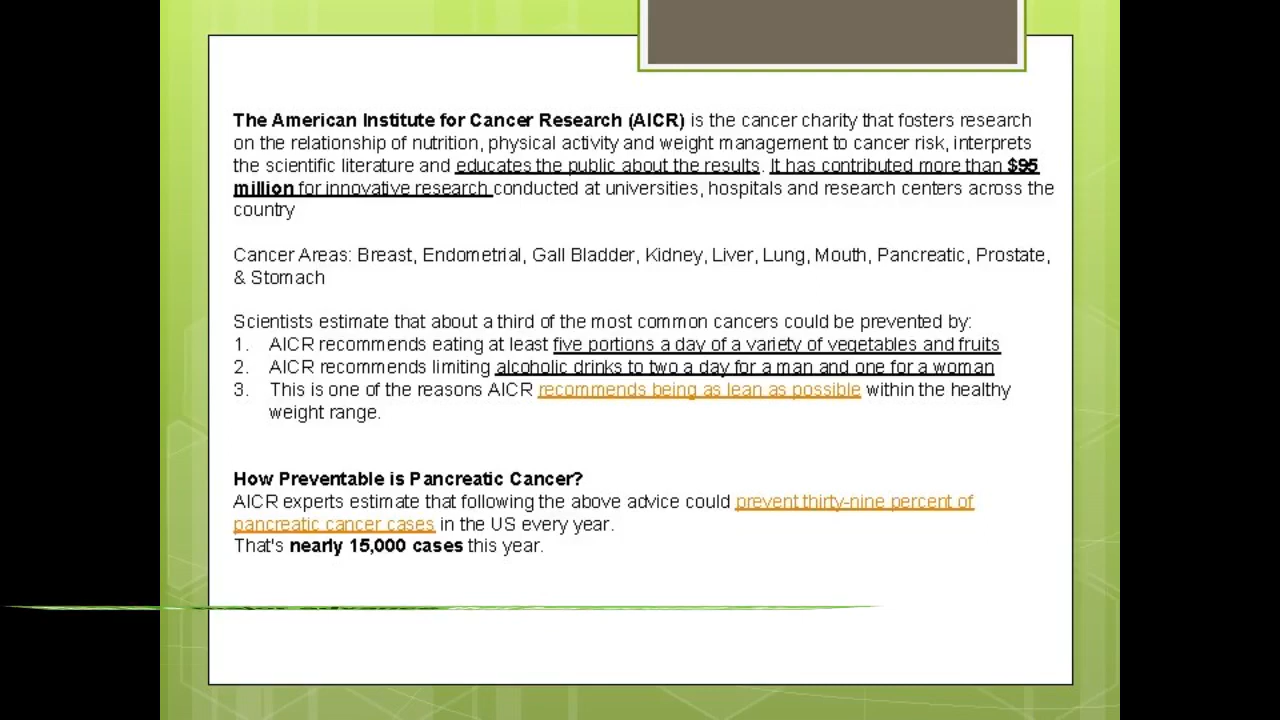 The American Institute for Cancer Research (AICR) is the cancer charity that fosters research
on the relationship of nutrition, physical activity and weight management to cancer risk, interprets
the scientific literature and educates the public about the results. It has contributed more than $95
million for innovative research conducted at universities, hospitals and research centers across the
country
Cancer Areas: Breast, Endometrial, Gall Bladder, Kidney, Liver, Lung, Mouth, Pancreatic, Prostate,
& Stomach
Scientists estimate that about a third of the most common cancers could be prevented by:
1. AICR recommends eating at least five portions a day of a variety of vegetables and fruits
2. AICR recommends limiting alcoholic drinks to two a day for a man and one for a woman
3. This is one of the reasons AICR recommends being as lean as possible within the healthy
weight range.
How Preventable is Pancreatic Cancer?
AICR experts estimate that following the above advice could prevent thirty-nine percent of
pancreatic cancer cases in the US every year.
That's nearly 15,000 cases this year.